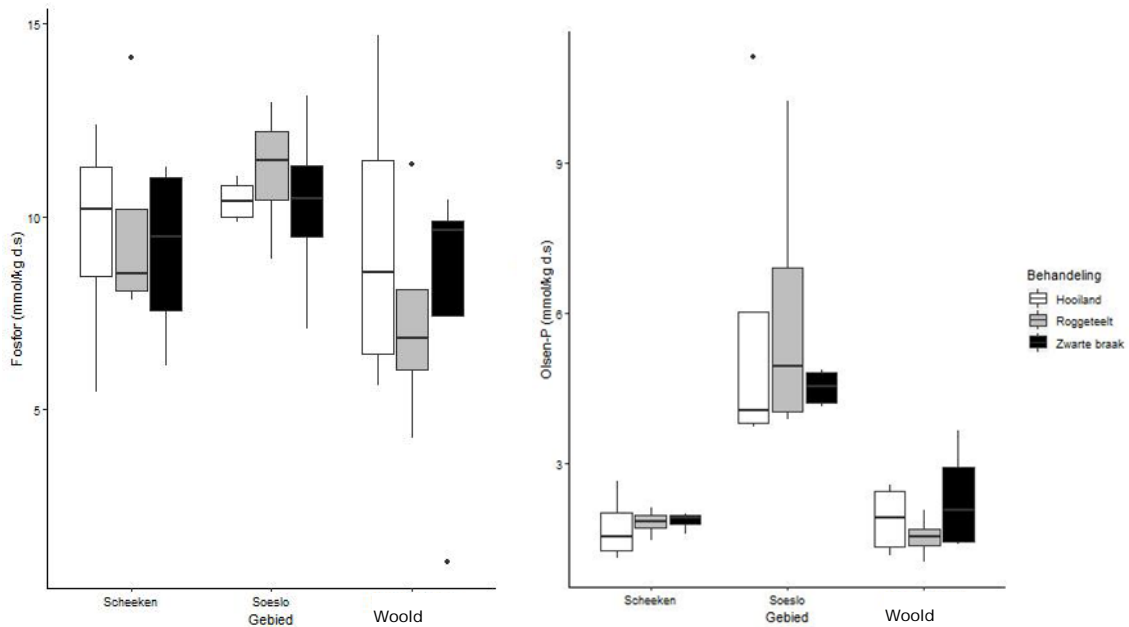 Fosfor (mmol/kg d.s)
15
10
5
Scheeken
Soeslo
Woold
Gebied
Olsen-P (mmol/kg d.s)
9
6
3
Scheeken
Soeslo
Woold
Gebied
Behandeling
Hooiland
Roggeteelt
Zwarte braak